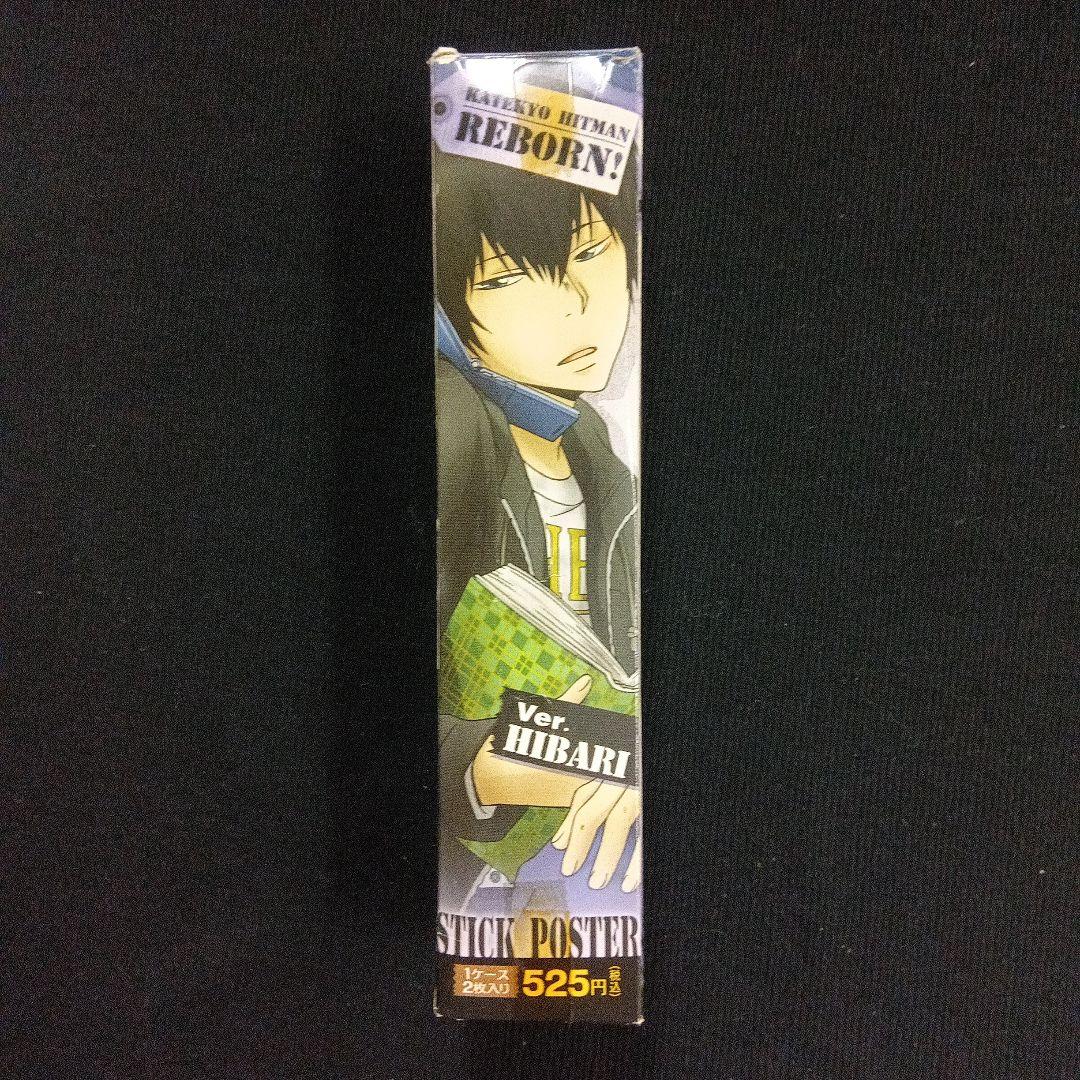 KATEKYO HITMAN
REBORN!
HE
Ver.
HIBARI
STICK POSTER
1ケース
2枚入り
525円(税込)